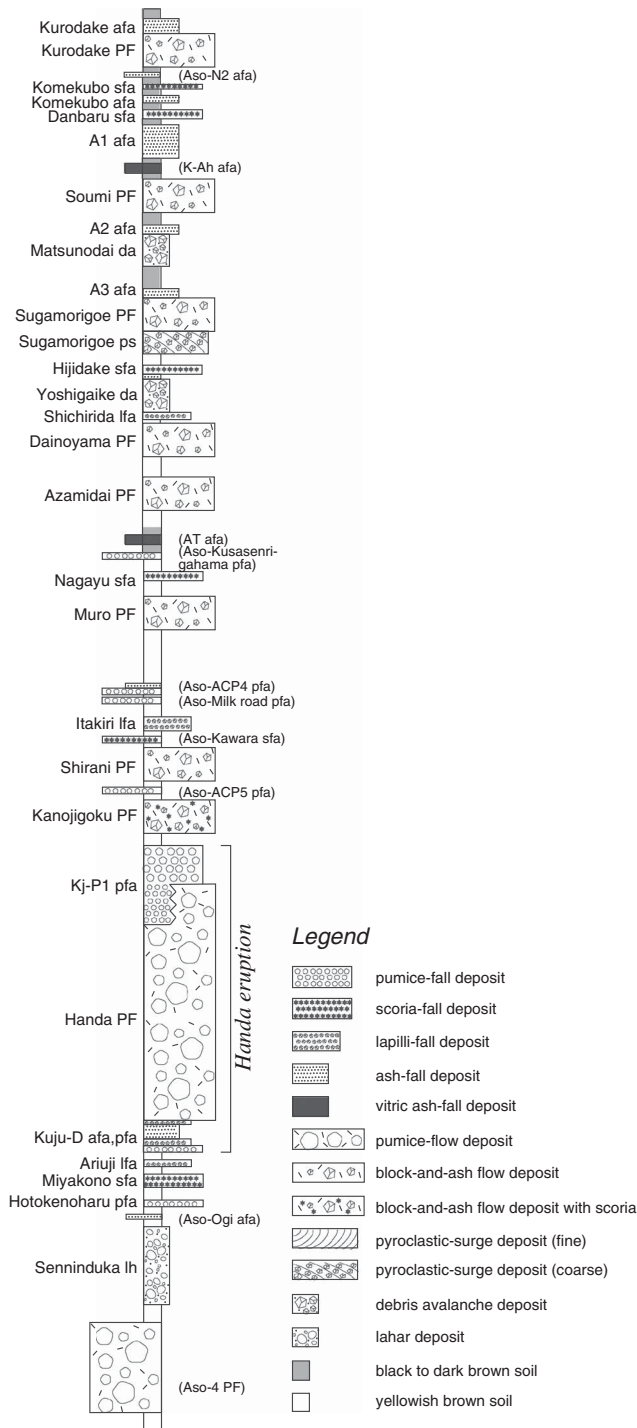 Kurodake afa
Kurodake PF
(Aso-N2 afa)
Komekubo sfa
Komekubo afa
Danbaru sfa
A1 afa
(K-Ah afa)
Soumi PF
A2 afa
Matsunodai da
A3 afa
Sugamorigoe PF
Sugamorigoe ps
Hijidake sfa
Yoshigaike da
Shichirida lfa
Dainoyama PF
Azamidai PF
(AT afa)
(Aso-Kusasenri-
gahama pfa)
Nagayu sfa
Muro PF
(Aso-ACP4 pfa)
(Aso-Milk road pfa)
Itakiri lfa
(Aso-Kawara sfa)
Shirani PF
(Aso-ACP5 pfa)
Kanojigoku PF
Kj-P1 pfa
Handa PF
Handa eruption
Kuju-D afa,pfa
Ariuji lfa
Miyakono sfa
Hotokenoharu pfa
(Aso-Ogi afa)
Senninduka lh
(Aso-4 PF)
Legend
pumice-fall deposit
scoria-fall deposit
lapilli-fall deposit
ash-fall deposit
vitric ash-fall deposit
pumice-flow deposit
block-and-ash flow deposit
block-and-ash flow deposit with scoria
pyroclastic-surge deposit (fine)
pyroclastic-surge deposit (coarse)
debris avalanche deposit
lahar deposit
black to dark brown soil
yellowish brown soil